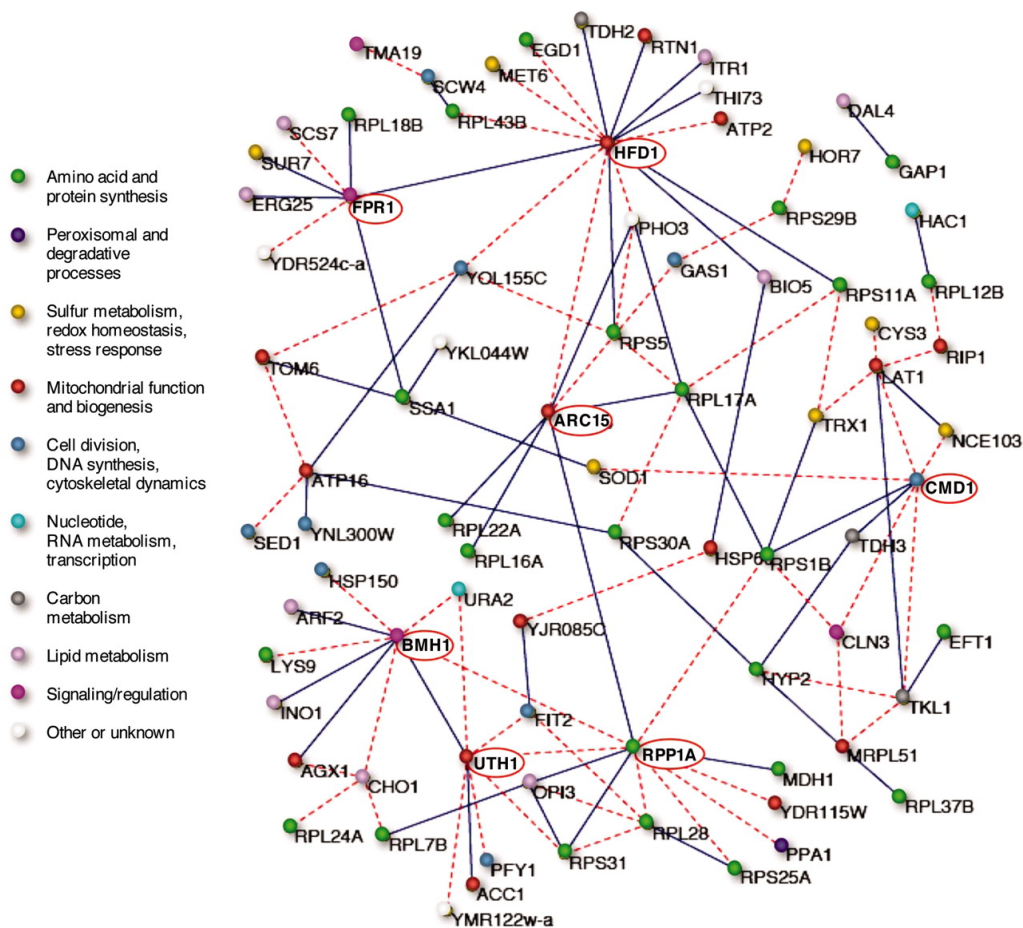 TDH2
RTN1
EGD1
TMA19
ITR1
MET6
SCW4
THI73
DAL4
RPL43B
ATP2
SCS7
RPL18B
HFD1
HOR7
SUR7
GAP1
Amino acid and
protein synthesis
ERG25
FPR1
RPS29B
HAC1
PHO3
Peroxisomal and
degradative
processes
YDR524c-a
GAS1
YOL155C
BIO5
RPS11A
RPL12B
Sulfur metabolism,
redox homeostasis,
stress response
CYS3
RPS5
YKL044W
RIP1
TOM6
LAT1
Mitochondrial function
and biogenesis
SSA1
RPL17A
ARC15
TRX1
NCE103
Cell division,
DNA synthesis,
cytoskeletal dynamics
SOD1
ATP16
CMD1
Nucleotide,
RNA metabolism,
transcription
RPL22A
YNL300W
SED1
RPS30A
TDH3
RPL16A
HSP6
RPS1B
HSP150
Carbon
metabolism
URA2
ARF2
YJR085C
BMH1
CLN3
EFT1
Lipid metabolism
LYS9
HYP2
Signaling/regulation
INO1
TKL1
FIT2
Other or unknown
UTH1
RPP1A
MRPL51
AGX1
MDH1
CHO1
OPI3
RPL37B
YDR115W
RPL24A
RPL7B
RPL28
PPA1
RPS31
PFY1
RPS25A
ACC1
YMR122w-a